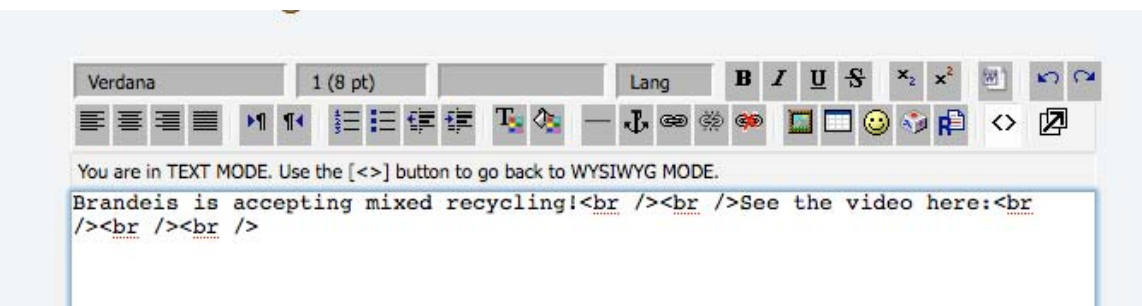 Verdana 1 (8 pt) Lang B I U S x₂ x²
<>
You are in TEXT MODE. Use the [<>] button to go back to WYSIWYG MODE.
Brandeis is accepting mixed recycling!<br /><br />See the video here:<br
/><br /><br />